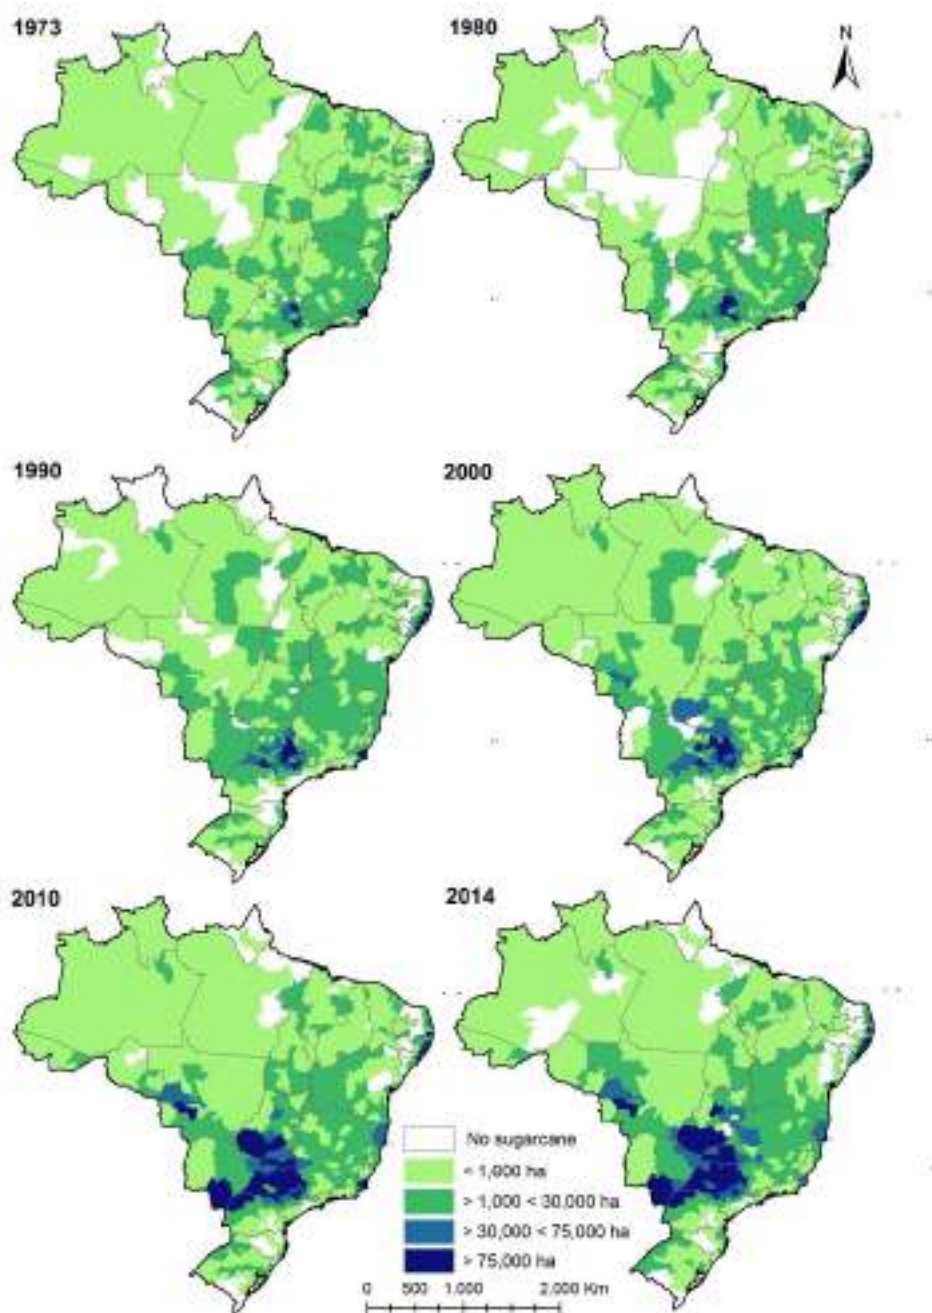 1973
1980
N
1990
2000
2010
2014
No sugarcane
< 1,000 ha
> 1,000 < 30,000 ha
> 30,000 < 75,000 ha
> 75,000 ha
0 500 1.000 2.000 Km